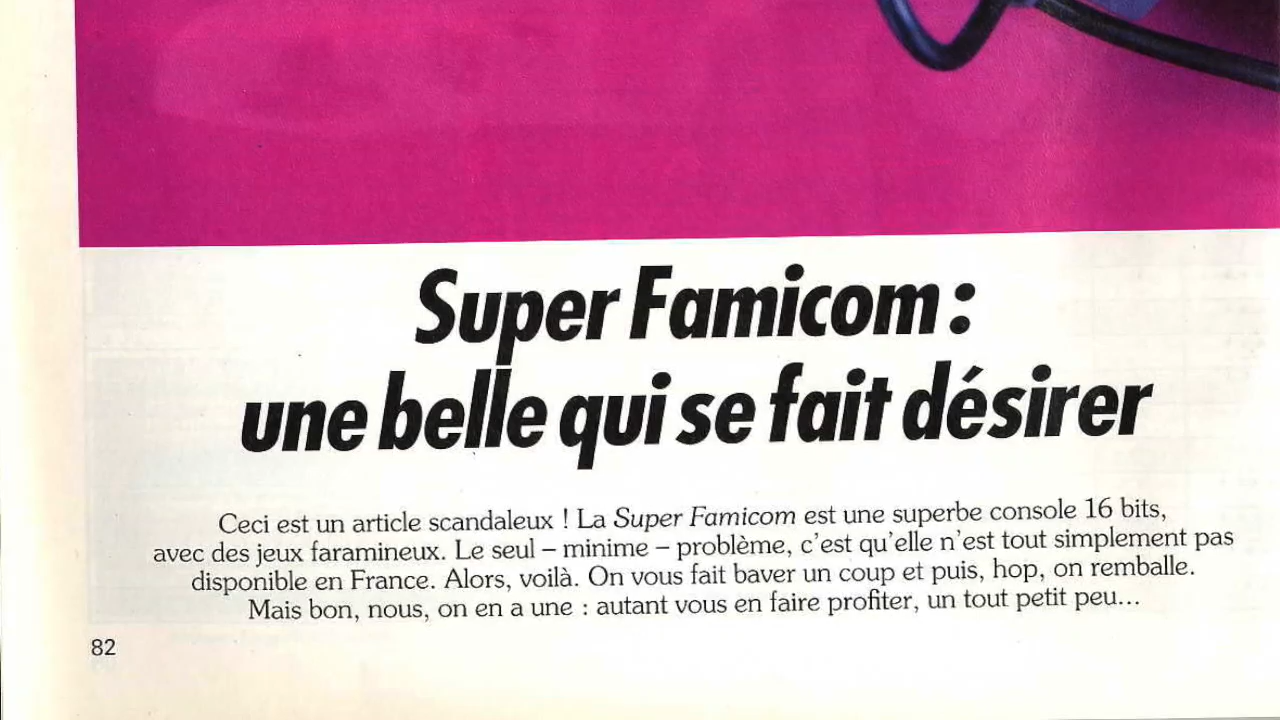 Super Famicom :
une belle qui se fait désirer
Ceci est un article scandaleux ! La Super Famicom est une superbe console 16 bits,
avec des jeux faramineux. Le seul – minime – problème, c'est qu'elle n'est tout simplement pas
disponible en France. Alors, voilà. On vous fait baver un coup et puis, hop, on remballe.
Mais bon, nous, on en a une : autant vous en faire profiter, un tout petit peu...
82